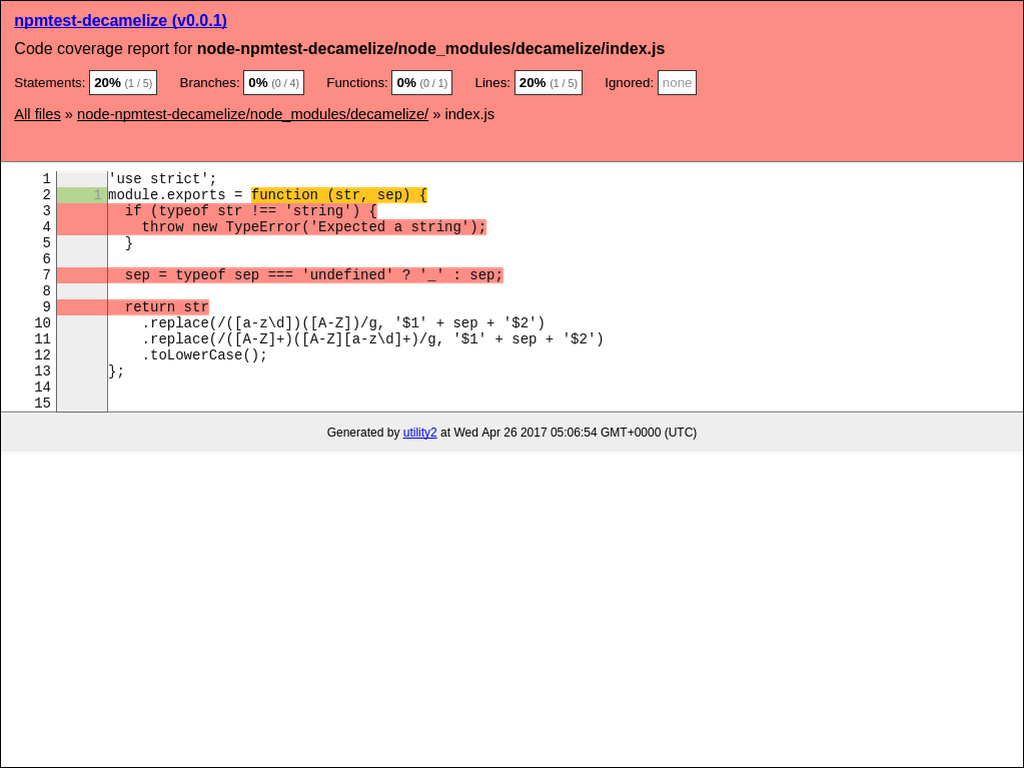 npmtest-decamelize (v0.0.1)
Code coverage report for node-npmtest-decamelize/node_modules/decamelize/index.js
Statements: 20% (1 / 5) Branches: 0% (0 / 4) Functions: 0% (0 / 1) Lines: 20% (1 / 5) Ignored: none
All files » node-npmtest-decamelize/node_modules/decamelize/ » index.js
1 'use strict';
2 1 module.exports = function (str, sep) {
3   if (typeof str !== 'string') {
4     throw new TypeError('Expected a string');
5   }
6
7   sep = typeof sep === 'undefined' ? '_' : sep;
8
9   return str
10     .replace(/([a-z\d])([A-Z])/g, '$1' + sep + '$2')
11     .replace(/([A-Z]+)([A-Z][a-z\d]+)/g, '$1' + sep + '$2')
12     .toLowerCase();
13 };
14
15
Generated by utility2 at Wed Apr 26 2017 05:06:54 GMT+0000 (UTC)